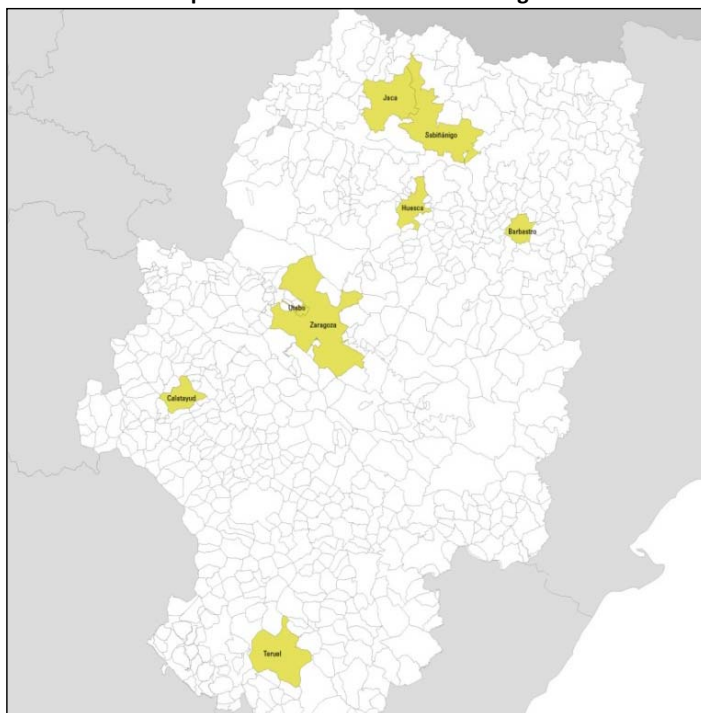 Jaca
Sabiñánigo
Huesca
Barbastro
Utebo
Zaragoza
Calatayud
Teruel